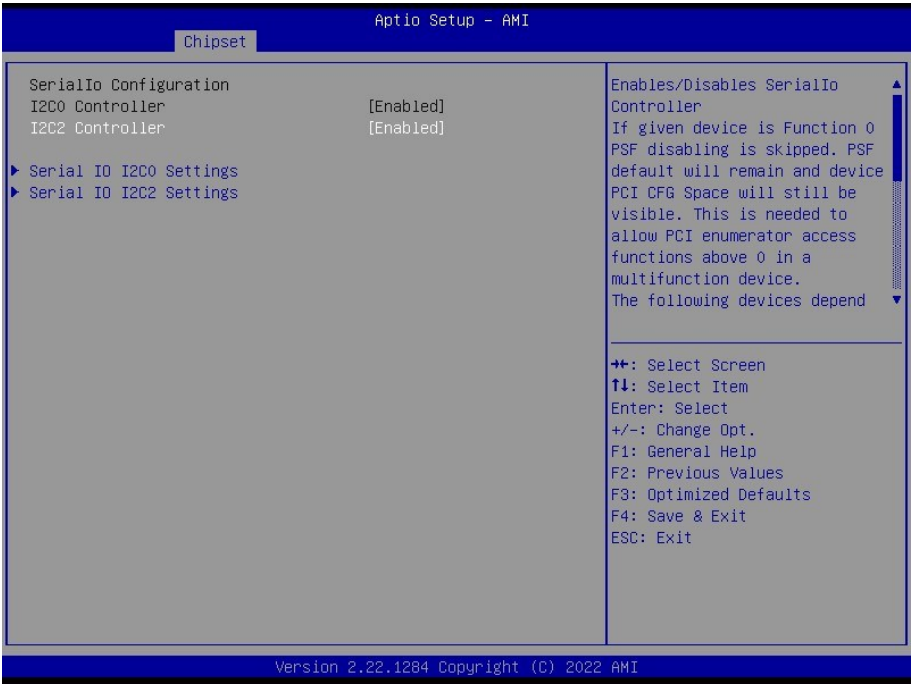 Aptio Setup – AMI
Chipset
SerialIo Configuration
I2C0 Controller [Enabled]
I2C2 Controller [Enabled]
Serial IO I2C0 Settings
Serial IO I2C2 Settings
Enables/Disables SerialIo
Controller
If given device is Function 0
PSF disabling is skipped. PSF
default will remain and device
PCI CFG Space will still be
visible. This is needed to
allow PCI enumerator access
functions above 0 in a
multifunction device.
The following devices depend
→←: Select Screen
↑↓: Select Item
Enter: Select
+/-: Change Opt.
F1: General Help
F2: Previous Values
F3: Optimized Defaults
F4: Save & Exit
ESC: Exit
Version 2.22.1284 Copyright (C) 2022 AMI